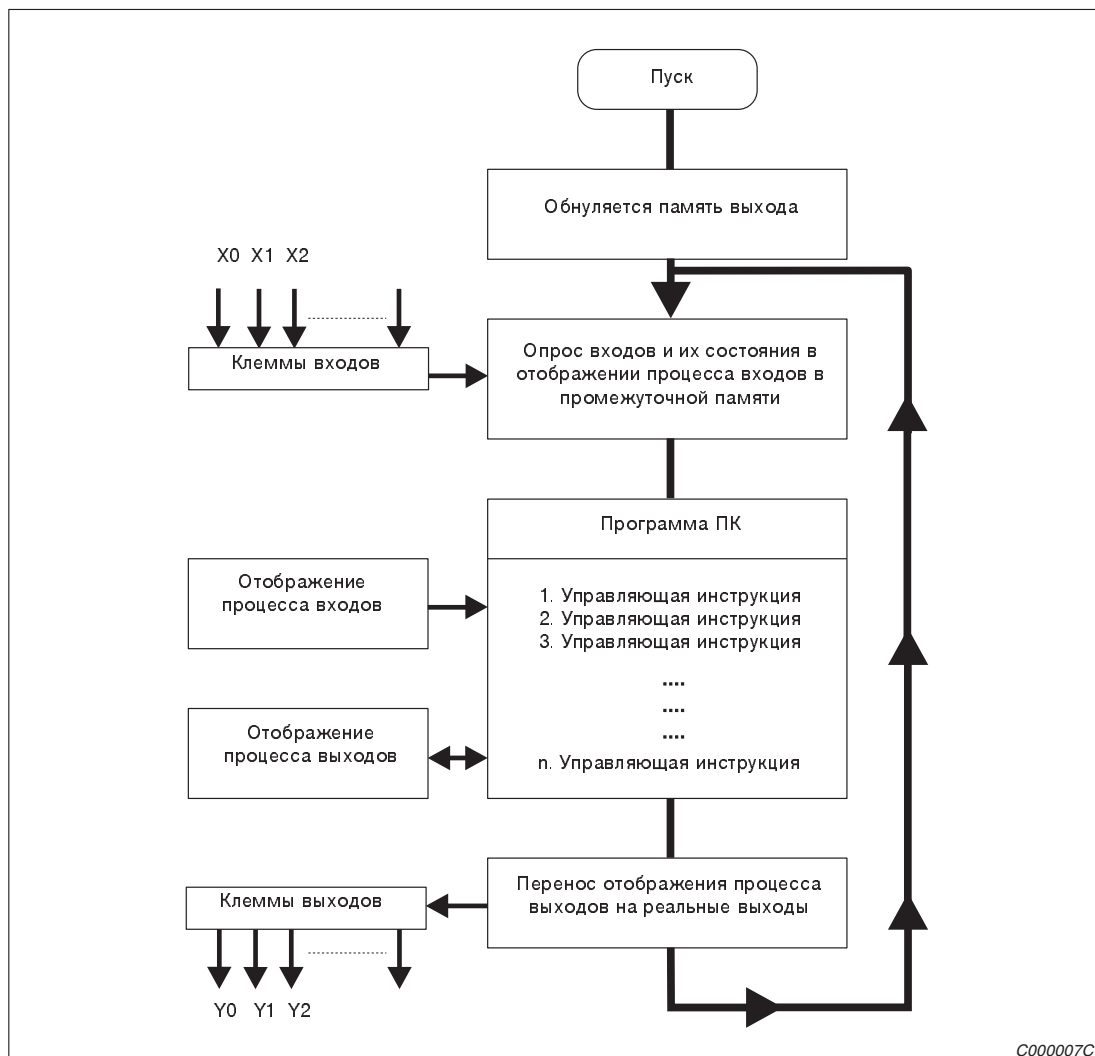 Пуск
Обнуляется память выхода
X0 X1 X2
Клеммы входов
Опрос входов и их состояния в
отображении процесса входов в
промежуточной памяти
Программа ПК
Отображение
процесса входов
1. Управляющая инструкция
2. Управляющая инструкция
3. Управляющая инструкция
....
....
....
n. Управляющая инструкция
Отображение
процесса выходов
Перенос отображения процесса
выходов на реальные выходы
Клеммы выходов
Y0 Y1 Y2
C000007C